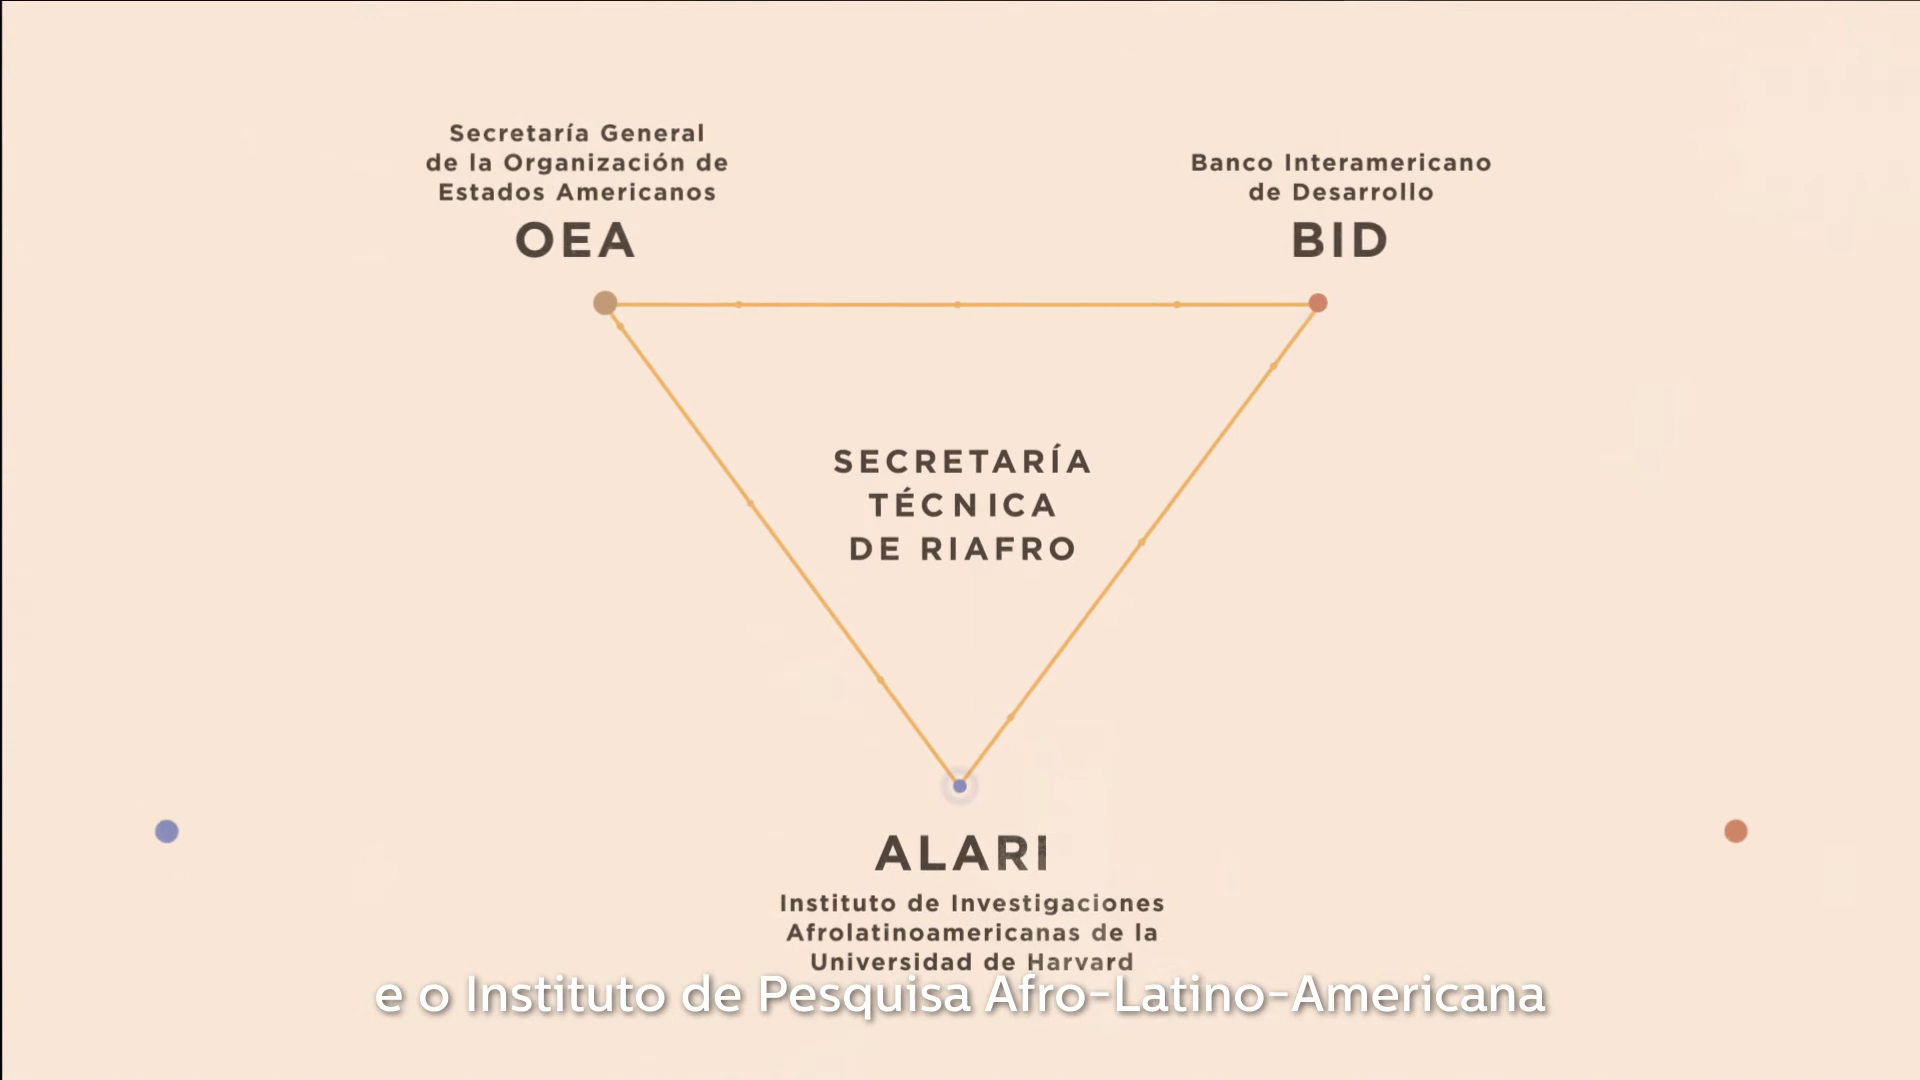 Secretaría General
de la Organización de
Estados Americanos
OEA
Banco Interamericano
de Desarrollo
BID
SECRETARÍA
TÉCNICA
DE RIAFRO
ALARI
Instituto de Investigaciones
Afrolatinoamericanas de la
Universidad de Harvard
e o Instituto de Pesquisa Afro-Latino-Americana